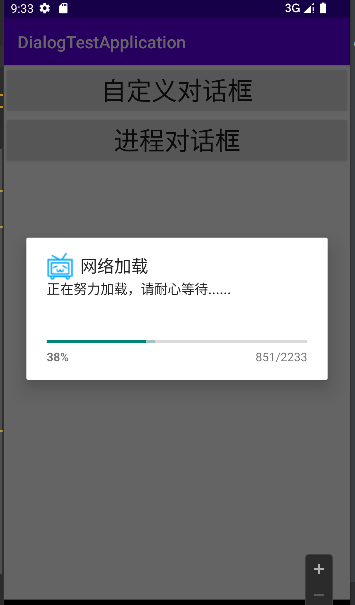 9:33
3G
DialogTestApplication
自定义对话框
进程对话框
网络加载
正在努力加载，请耐心等待......
38%
851/2233